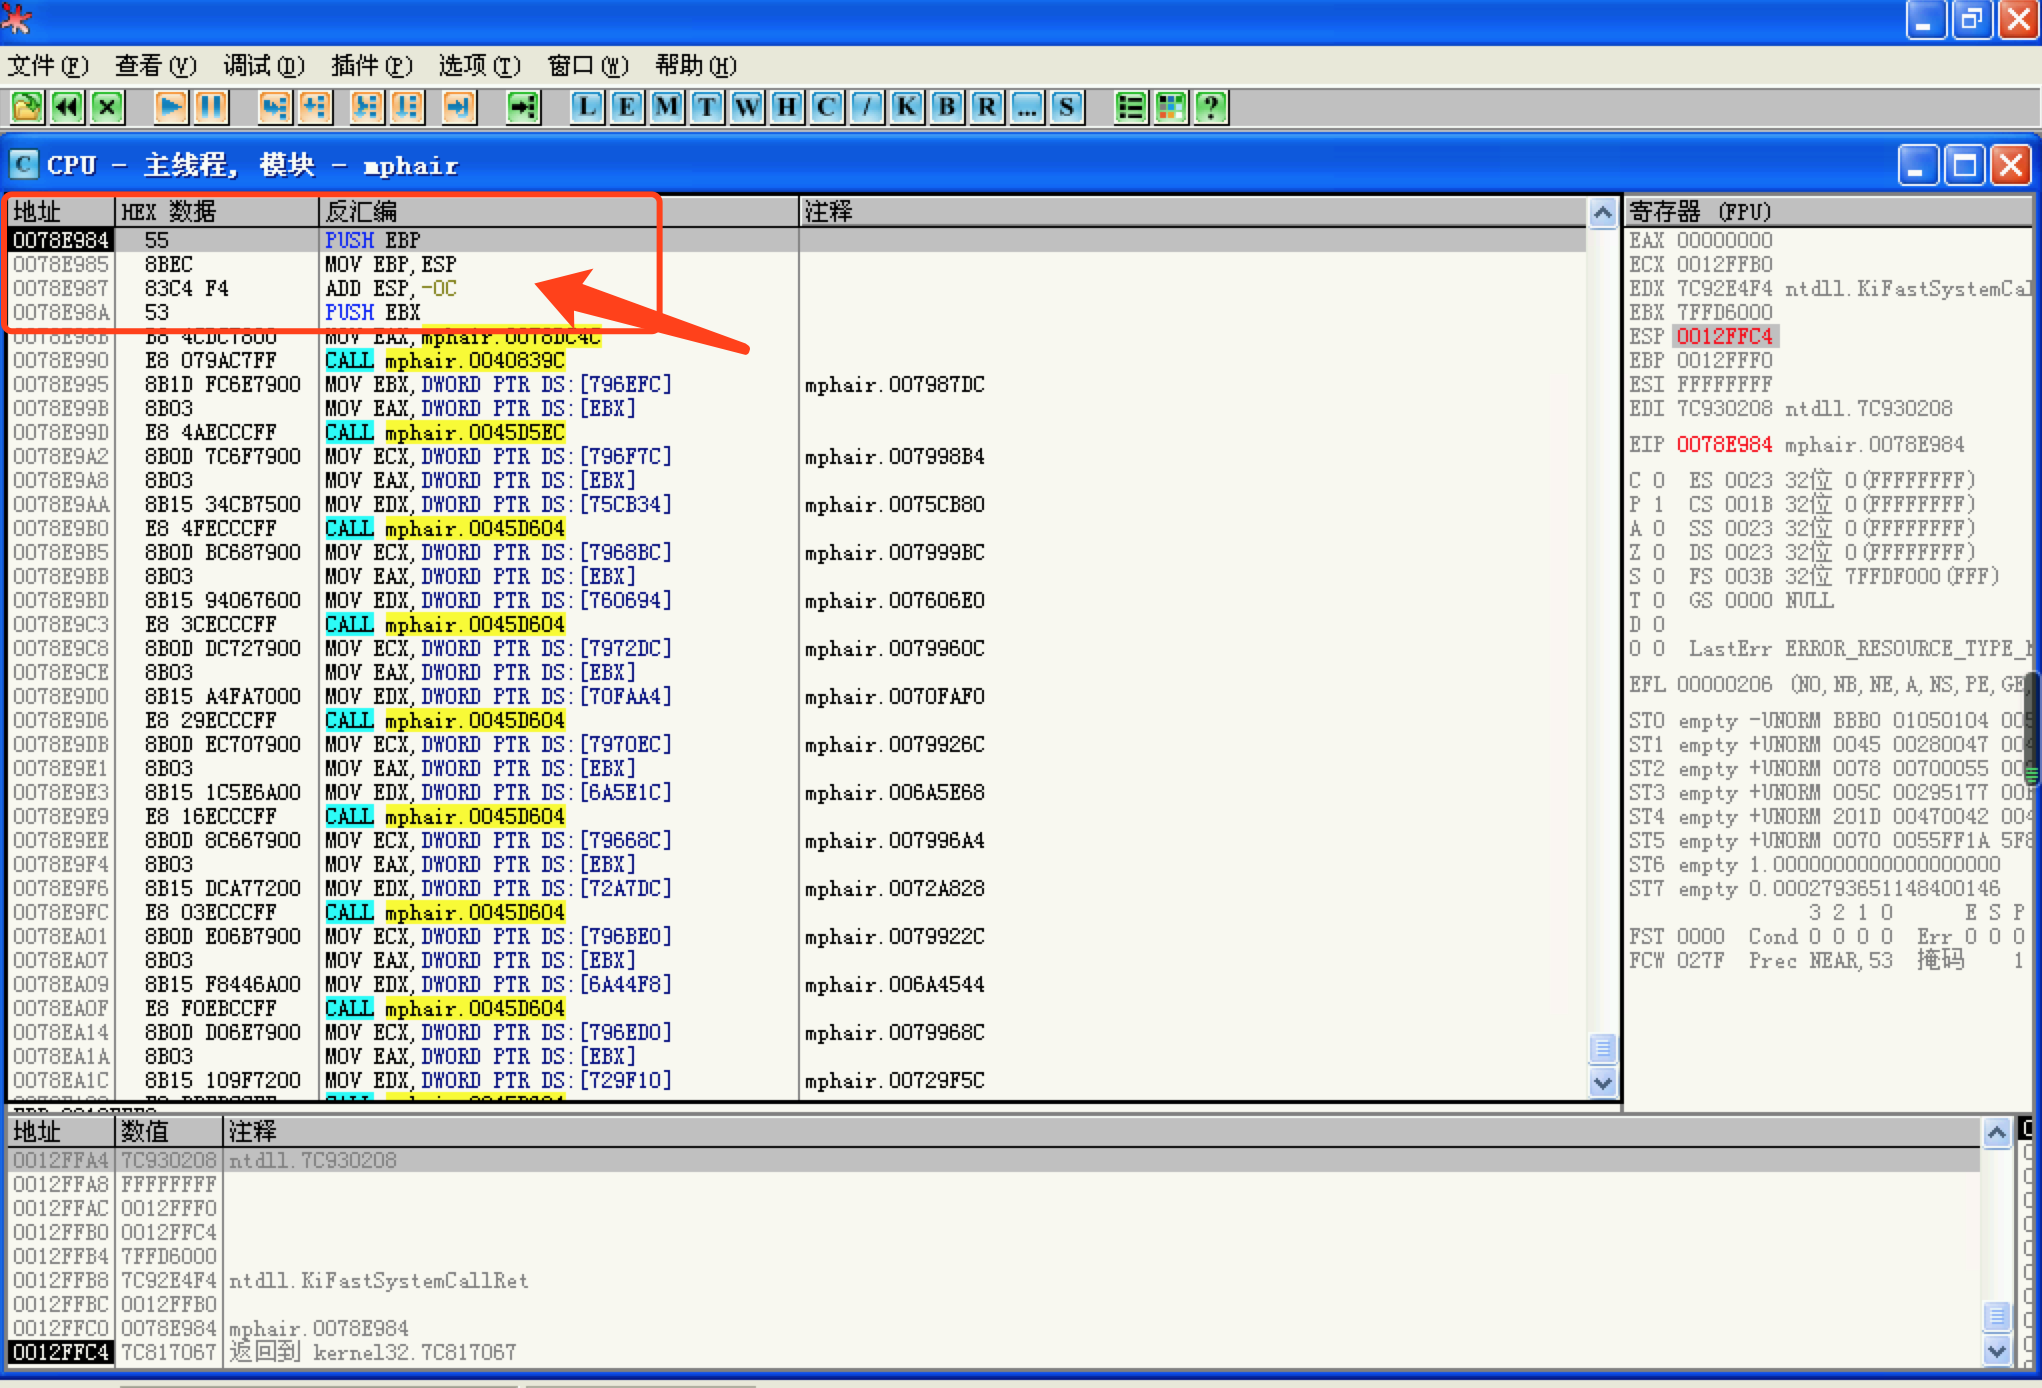 文件(F) 查看(V) 调试(D) 插件(P) 选项(T) 窗口(W) 帮助(H)
L E M T W H C / K B R ... S ?
C CPU - 主线程, 模块 - mphair
地址 HEX 数据 反汇编 注释
0078E984 55 PUSH EBP
0078E985 8BEC MOV EBP,ESP
0078E987 83C4 F4 ADD ESP,-0C
0078E98A 53 PUSH EBX
0078E98B B8 4CDC7800 MOV EAX,mphair.0078DC4C
0078E990 E8 079AC7FF CALL mphair.0040839C
0078E995 8B1D FC6E7900 MOV EBX,DWORD PTR DS:[796EFC] mphair.007987DC
0078E99B 8B03 MOV EAX,DWORD PTR DS:[EBX]
0078E99D E8 4AECCCFF CALL mphair.0045D5EC
0078E9A2 8B0D 7C6F7900 MOV ECX,DWORD PTR DS:[796F7C] mphair.007998B4
0078E9A8 8B03 MOV EAX,DWORD PTR DS:[EBX]
0078E9AA 8B15 34CB7500 MOV EDX,DWORD PTR DS:[75CB34] mphair.0075CB80
0078E9B0 E8 4FECCCFF CALL mphair.0045D604
0078E9B5 8B0D BC687900 MOV ECX,DWORD PTR DS:[7968BC] mphair.007999BC
0078E9BB 8B03 MOV EAX,DWORD PTR DS:[EBX]
0078E9BD 8B15 94067600 MOV EDX,DWORD PTR DS:[760694] mphair.007606E0
0078E9C3 E8 3CECCCFF CALL mphair.0045D604
0078E9C8 8B0D DC727900 MOV ECX,DWORD PTR DS:[7972DC] mphair.0079960C
0078E9CE 8B03 MOV EAX,DWORD PTR DS:[EBX]
0078E9D0 8B15 A4FA7000 MOV EDX,DWORD PTR DS:[70FAA4] mphair.0070FAF0
0078E9D6 E8 29ECCCFF CALL mphair.0045D604
0078E9DB 8B0D EC707900 MOV ECX,DWORD PTR DS:[7970EC] mphair.0079926C
0078E9E1 8B03 MOV EAX,DWORD PTR DS:[EBX]
0078E9E3 8B15 1C5E6A00 MOV EDX,DWORD PTR DS:[6A5E1C] mphair.006A5E68
0078E9E9 E8 16ECCCFF CALL mphair.0045D604
0078E9EE 8B0D 8C667900 MOV ECX,DWORD PTR DS:[79668C] mphair.007996A4
0078E9F4 8B03 MOV EAX,DWORD PTR DS:[EBX]
0078E9F6 8B15 DCA77200 MOV EDX,DWORD PTR DS:[72A7DC] mphair.0072A828
0078E9FC E8 03ECCCFF CALL mphair.0045D604
0078EA01 8B0D E06B7900 MOV ECX,DWORD PTR DS:[796BE0] mphair.0079922C
0078EA07 8B03 MOV EAX,DWORD PTR DS:[EBX]
0078EA09 8B15 F8446A00 MOV EDX,DWORD PTR DS:[6A44F8] mphair.006A4544
0078EA0F E8 F0EBCCFF CALL mphair.0045D604
0078EA14 8B0D D06E7900 MOV ECX,DWORD PTR DS:[796ED0] mphair.0079968C
0078EA1A 8B03 MOV EAX,DWORD PTR DS:[EBX]
0078EA1C 8B15 109F7200 MOV EDX,DWORD PTR DS:[729F10] mphair.00729F5C
寄存器 (FPU)
EAX 00000000
ECX 0012FFB0
EDX 7C92E4F4 ntdll.KiFastSystemCal
EBX 7FFD6000
ESP 0012FFC4
EBP 0012FFF0
ESI FFFFFFFF
EDI 7C930208 ntdll.7C930208
EIP 0078E984 mphair.0078E984
C 0 ES 0023 32位 0(FFFFFFFF)
P 1 CS 001B 32位 0(FFFFFFFF)
A 0 SS 0023 32位 0(FFFFFFFF)
Z 0 DS 0023 32位 0(FFFFFFFF)
S 0 FS 003B 32位 7FFDF000(FFF)
T 0 GS 0000 NULL
D 0
O 0 LastErr ERROR_RESOURCE_TYPE_
EFL 00000206 (NO,NB,NE,A,NS,PE,GE,
ST0 empty -UNORM BBB0 01050104 00
ST1 empty +UNORM 0045 00280047 00
ST2 empty +UNORM 0078 00700055 00
ST3 empty +UNORM 005C 00295177 00
ST4 empty +UNORM 201D 00470042 00
ST5 empty +UNORM 0070 0055FF1A 5F8
ST6 empty 1.0000000000000000000
ST7 empty 0.0002793651148400146
3 2 1 0 E S P
FST 0000 Cond 0 0 0 0 Err 0 0 0
FCW 027F Prec NEAR,53 掩码 1
地址 数值 注释
0012FFA4 7C930208 ntdll.7C930208
0012FFA8 FFFFFFFF
0012FFAC 0012FFF0
0012FFB0 0012FFC4
0012FFB4 7FFD6000
0012FFB8 7C92E4F4 ntdll.KiFastSystemCallRet
0012FFBC 0012FFB0
0012FFC0 0078E984 mphair.0078E984
0012FFC4 7C817067 返回到 kernel32.7C817067